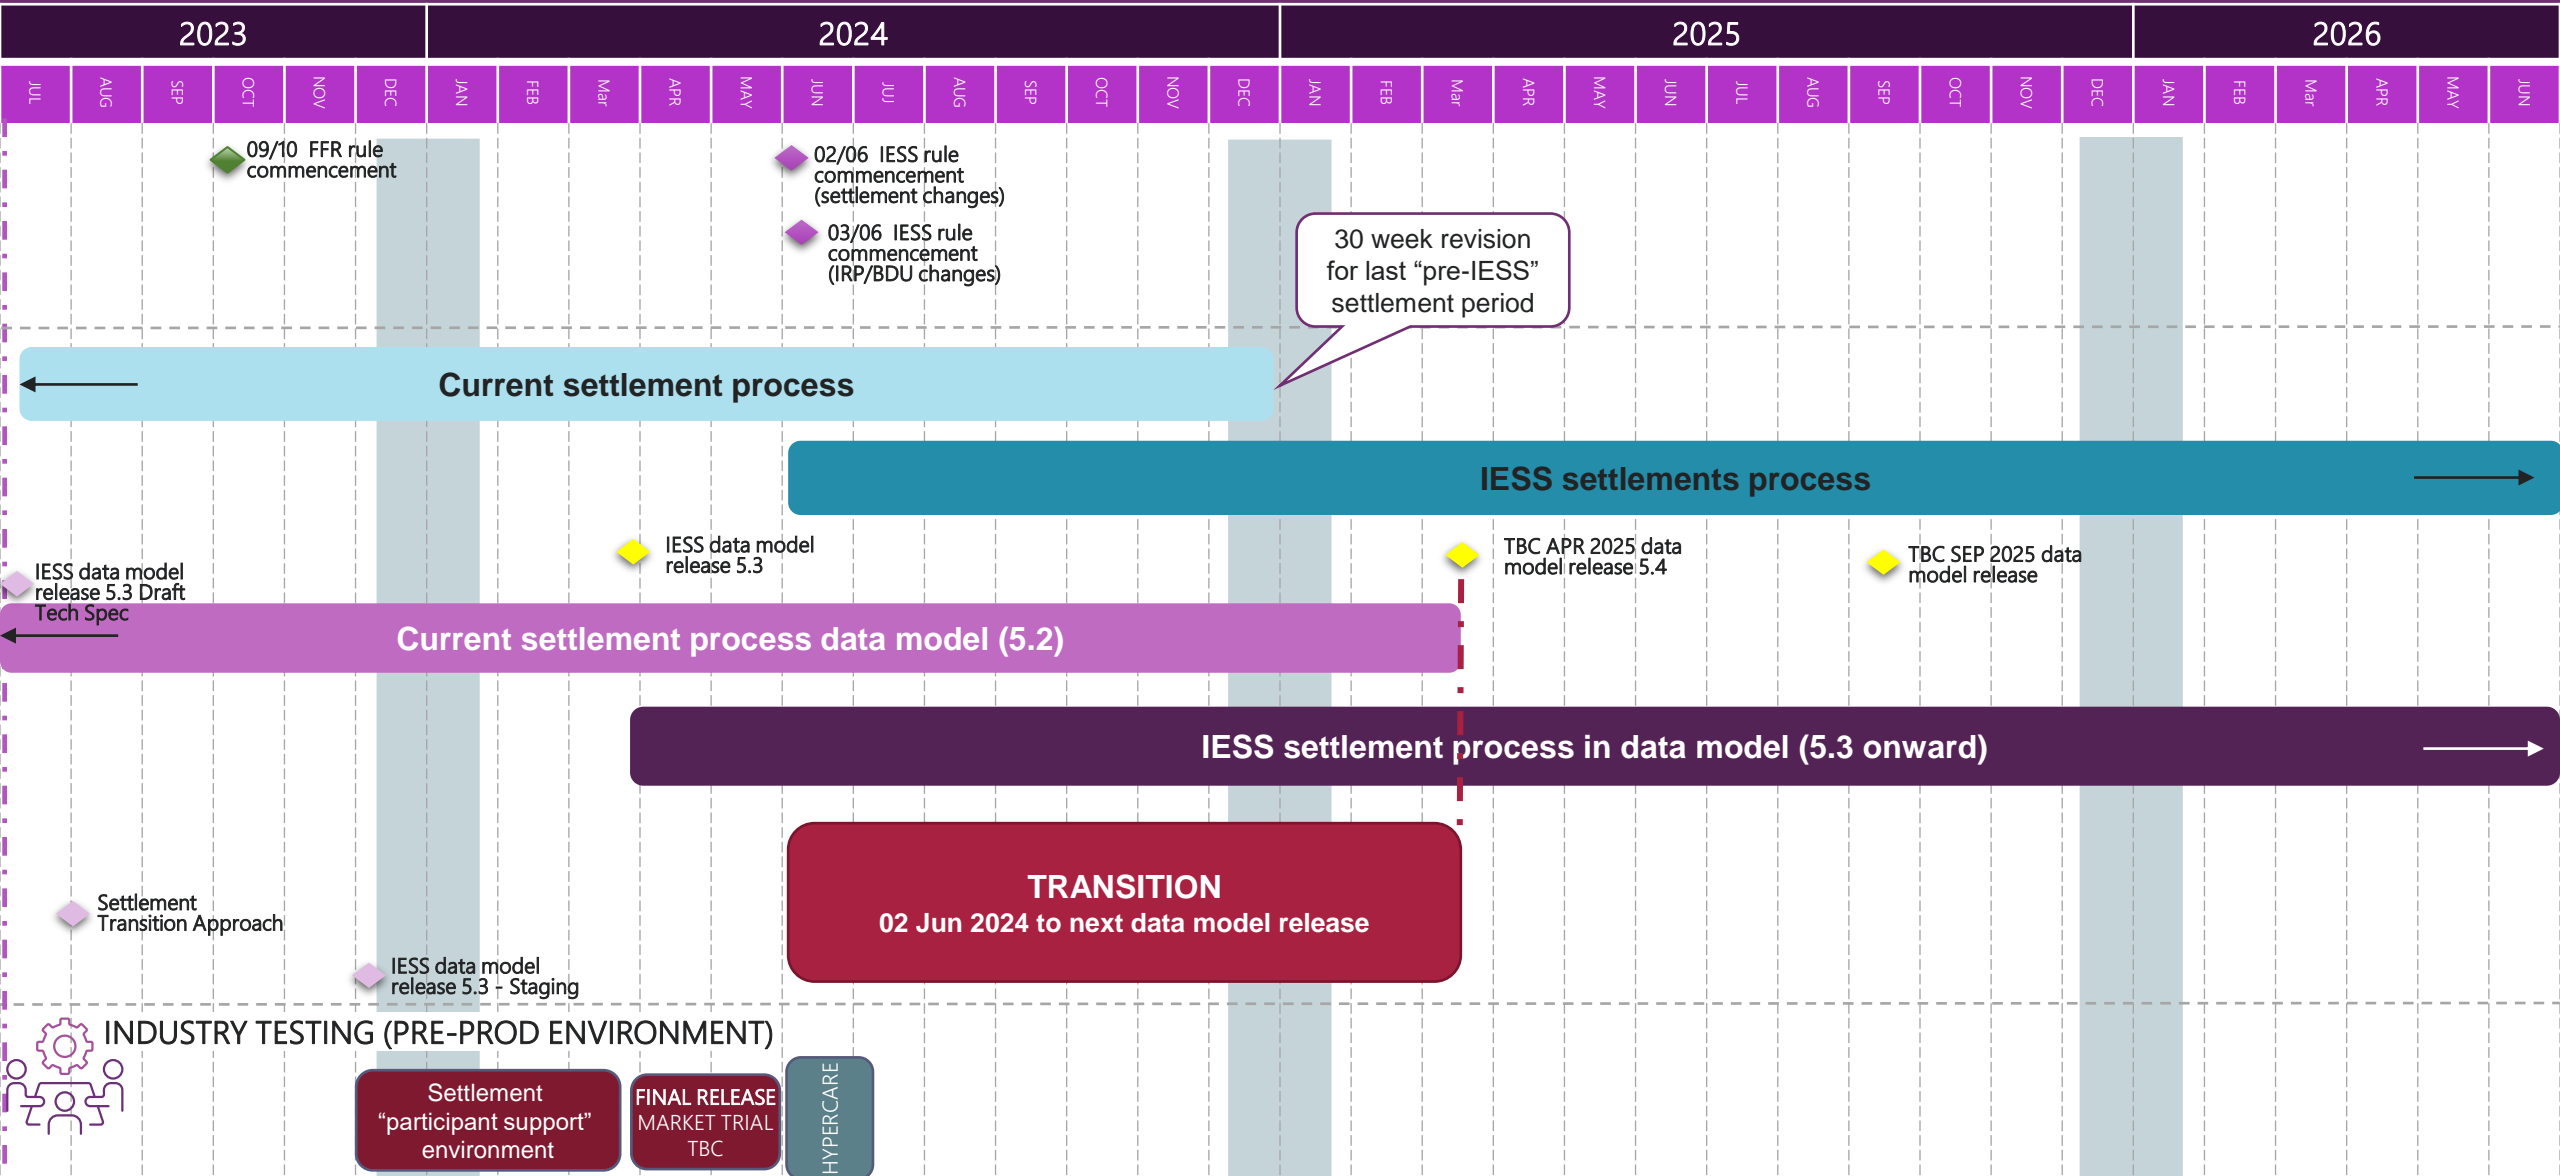 2023
2024
2025
2026
JUL
AUG
SEP
OCT
NOV
DEC
JAN
FEB
Mar
APR
MAY
JUN
JUJ
AUG
SEP
OCT
NOV
DEC
JAN
FEB
Mar
APR
MAY
JUN
JUL
AUG
SEP
OCT
NOV
DEC
JAN
FEB
Mar
APR
MAY
JUN
09/10 FFR rule
commencement
02/06 IESS rule
commencement
(settlement changes)
03/06 IESS rule
commencement
(IRP/BDU changes)
30 week revision
for last “pre-IESS”
settlement period
Current settlement process
IESS settlements process
IESS data model
release 5.3
TBC APR 2025 data
model release 5.4
TBC SEP 2025 data
model release
IESS data model
release 5.3 Draft
Tech Spec
Current settlement process data model (5.2)
IESS settlement process in data model (5.3 onward)
TRANSITION
02 Jun 2024 to next data model release
Settlement
Transition Approach
IESS data model
release 5.3 - Staging
INDUSTRY TESTING (PRE-PROD ENVIRONMENT)
Settlement
“participant support”
environment
FINAL RELEASE
MARKET TRIAL
TBC
HYPERCARE